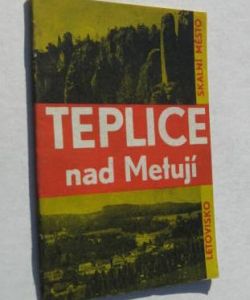 SKALNÍ MĚSTO
TEPLICE
nad Metují
LETOVISKO